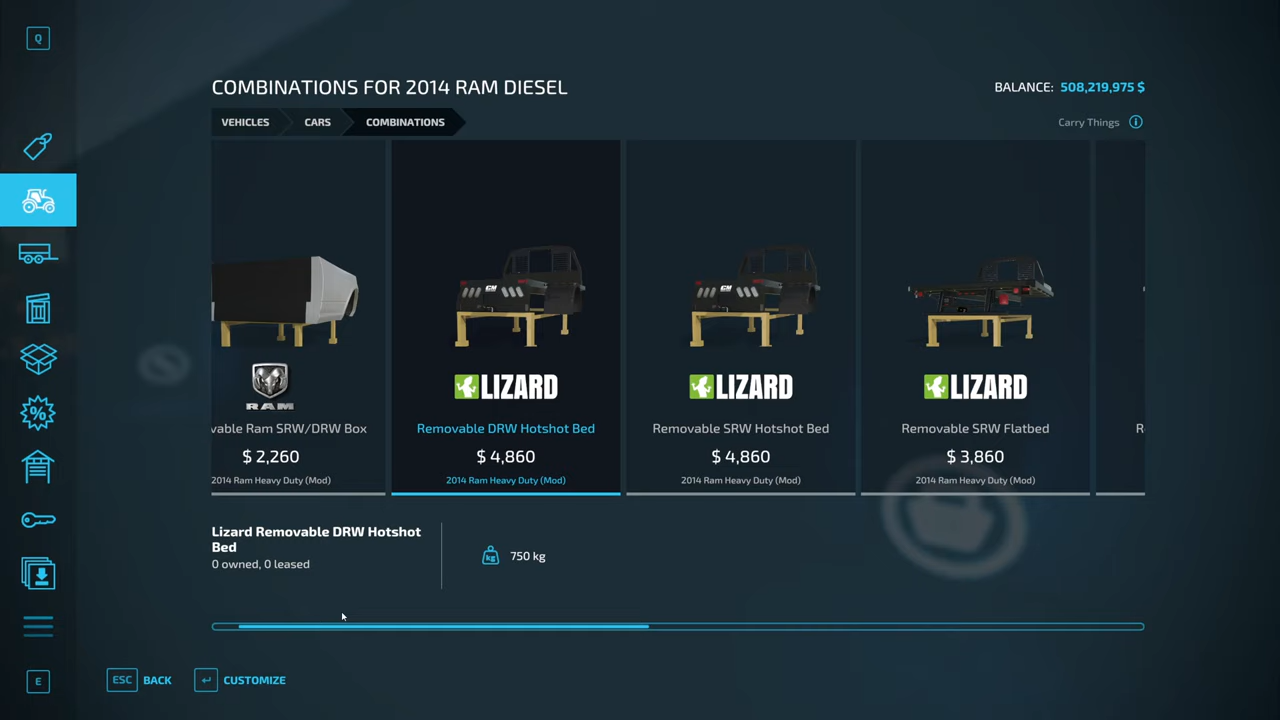 Q
COMBINATIONS FOR 2014 RAM DIESEL
BALANCE: 508,219,975 $
VEHICLES CARS COMBINATIONS
Carry Things
CM
CM
RAM
LIZARD
LIZARD
LIZARD
vable Ram SRW/DRW Box
Removable DRW Hotshot Bed
Removable SRW Hotshot Bed
Removable SRW Flatbed
R
$ 2,260
$ 4,860
$ 4,860
$ 3,860
2014 Ram Heavy Duty (Mod)
2014 Ram Heavy Duty (Mod)
2014 Ram Heavy Duty (Mod)
2014 Ram Heavy Duty (Mod)
Lizard Removable DRW Hotshot
Bed
0 owned, 0 leased
kg
750 kg
E
ESC BACK
CUSTOMIZE